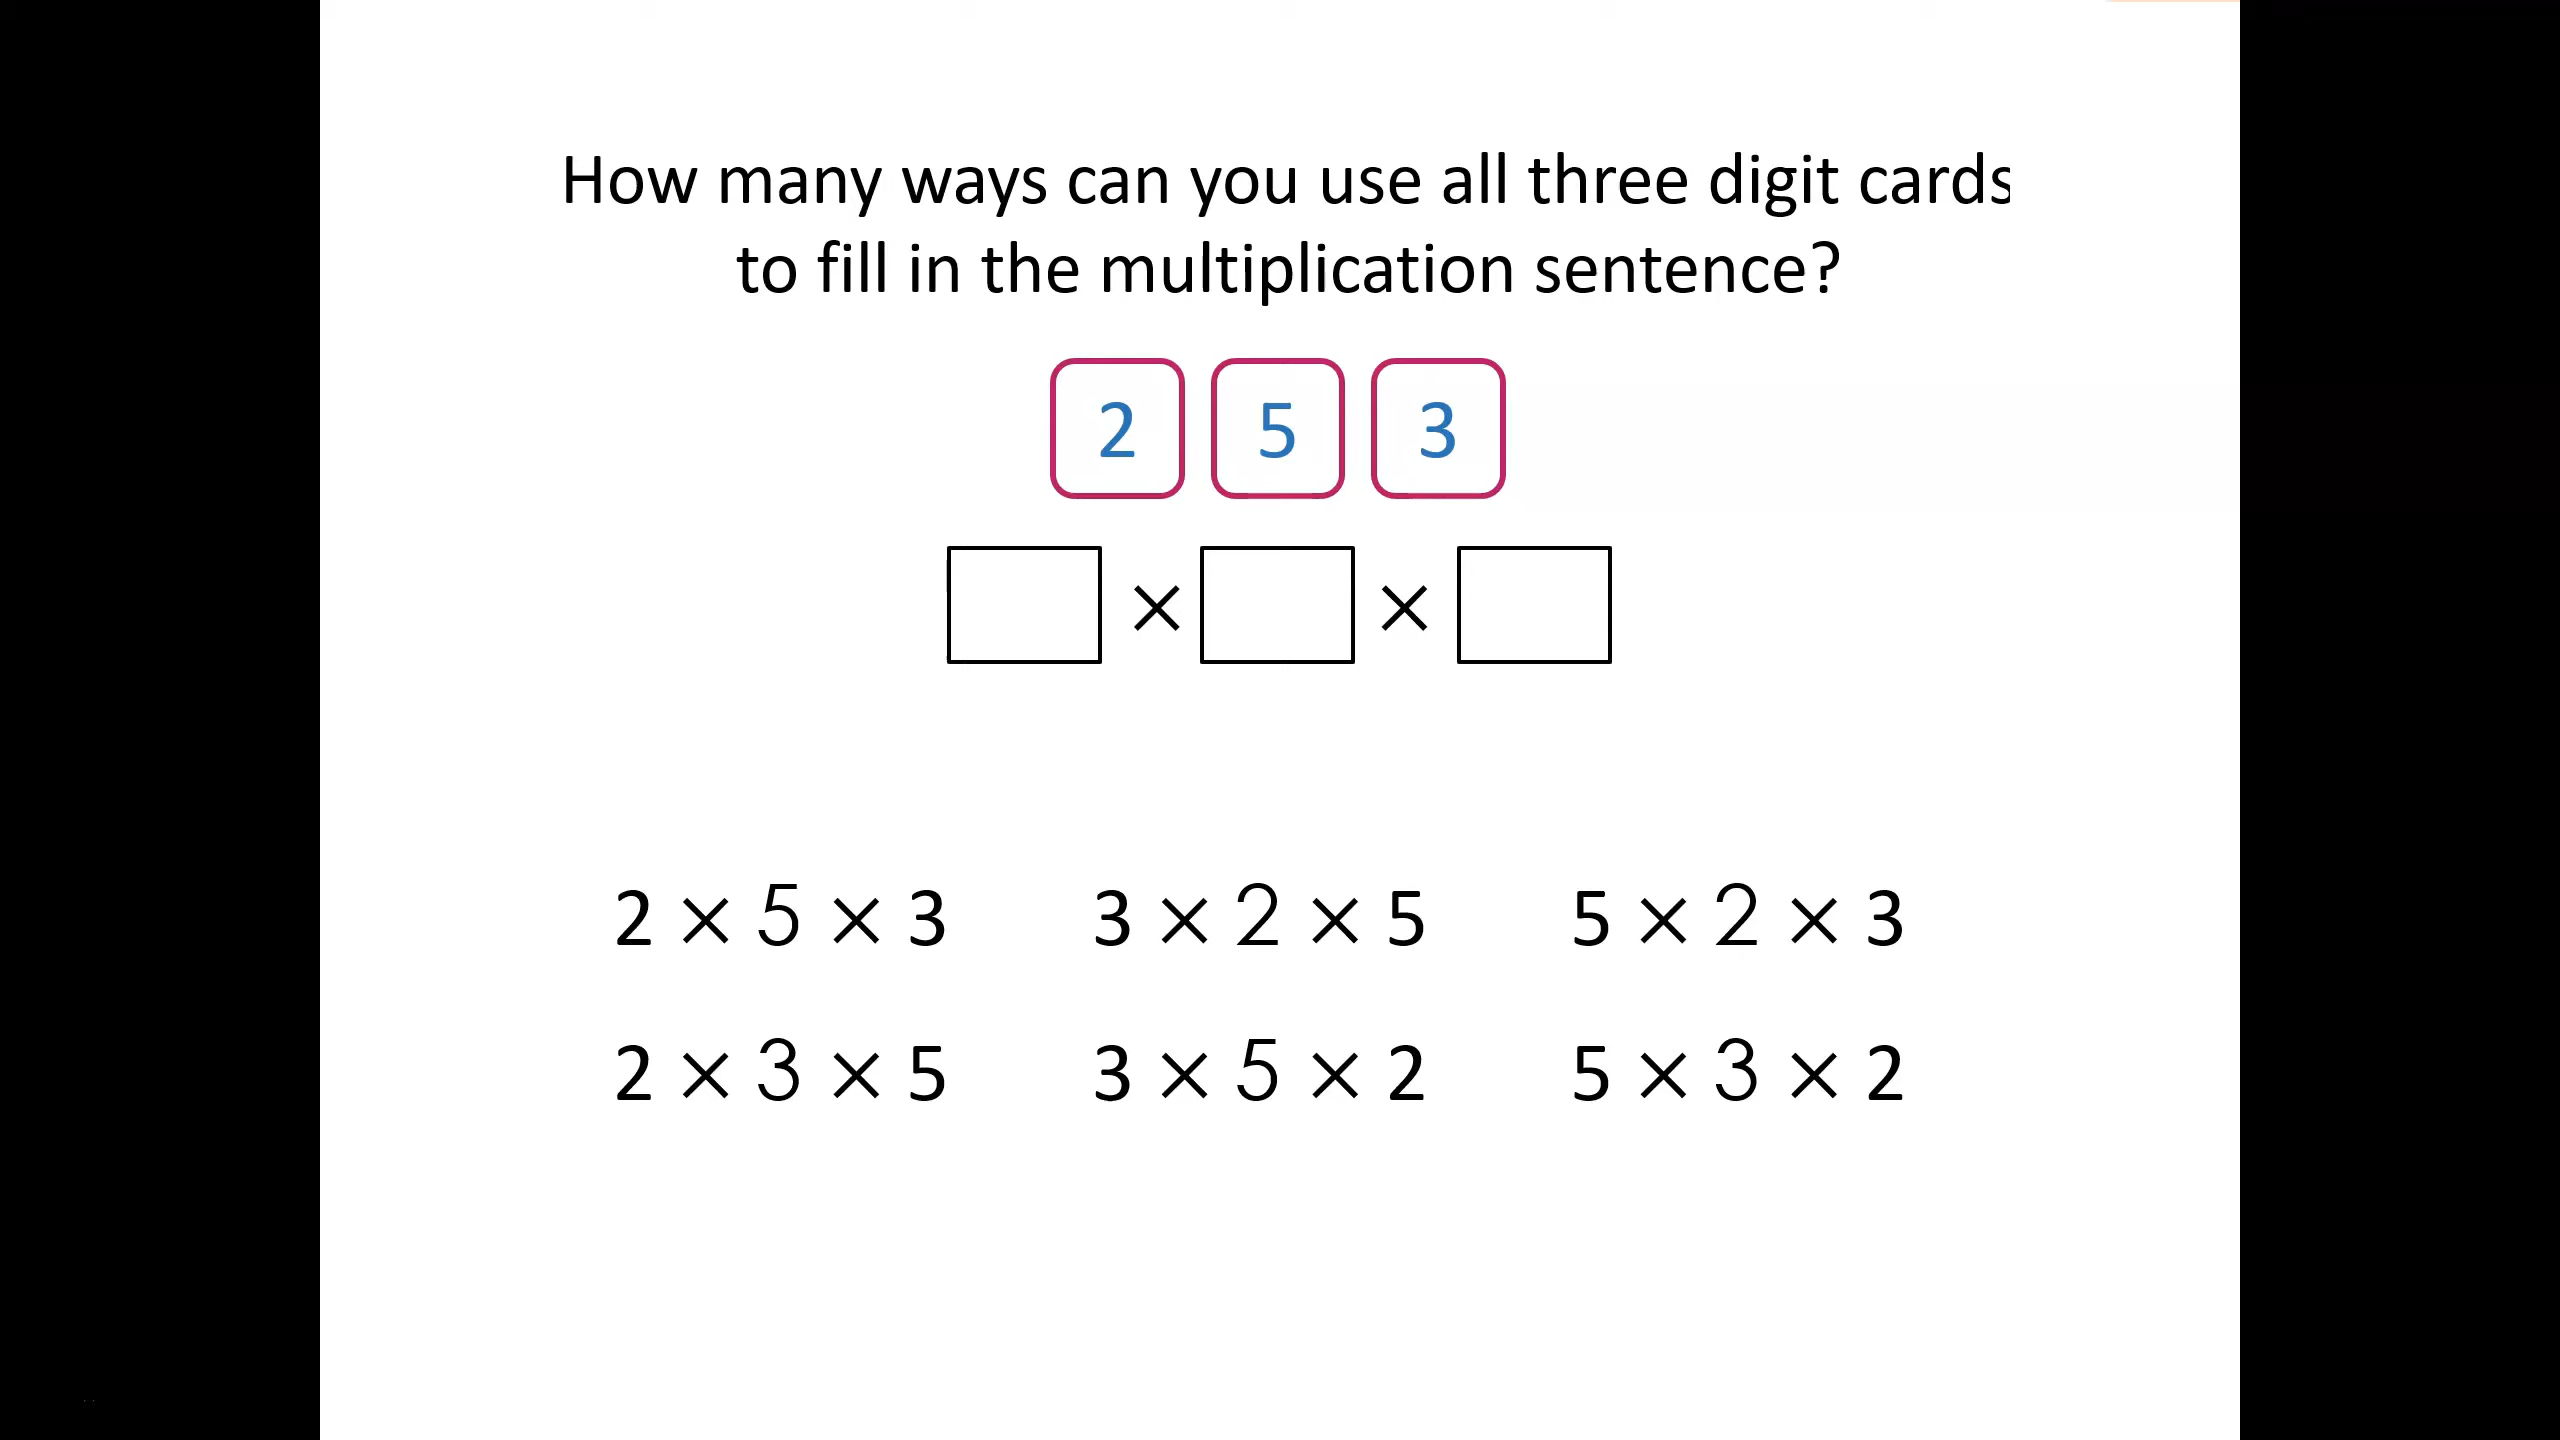 How many ways can you use all three digit cards
to fill in the multiplication sentence?
2 5 3
× ×
2 × 5 × 3 3 × 2 × 5 5 × 2 × 3
2 × 3 × 5 3 × 5 × 2 5 × 3 × 2